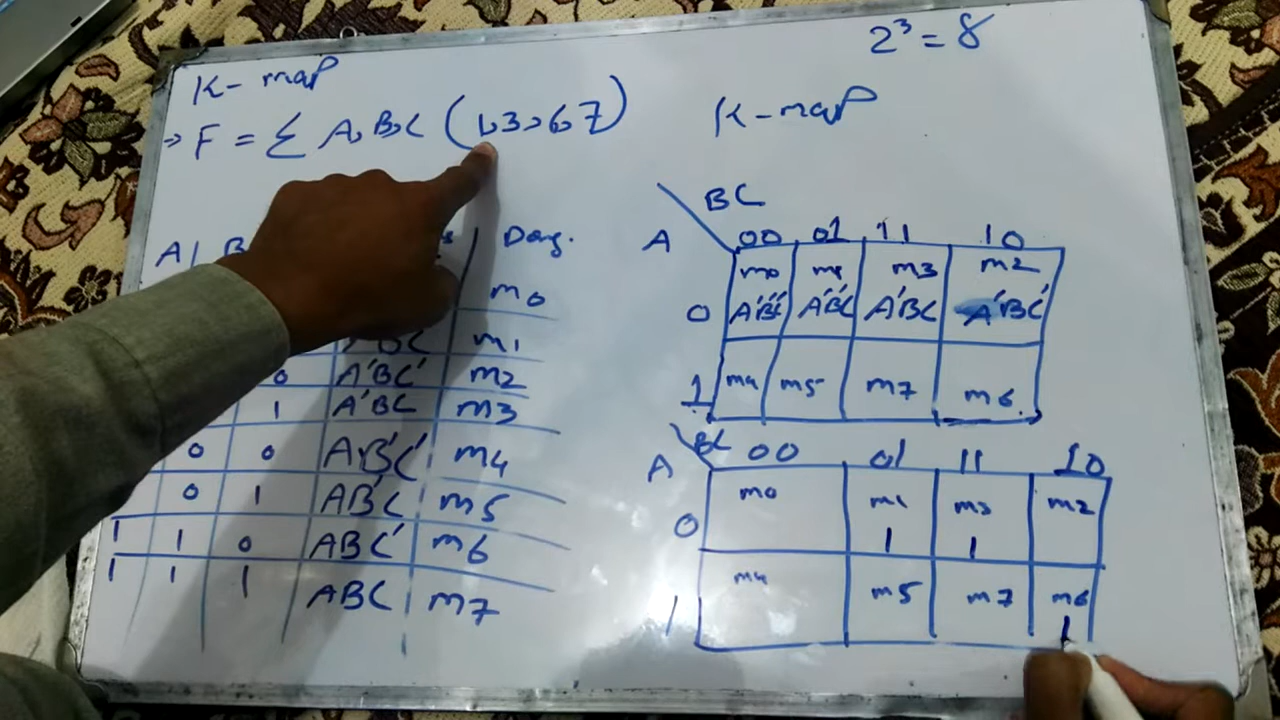 2³ = 8
K-map
⇒ F = Σ A, B, C (1, 3, 6, 7)
K-map
A | B Desg.
m0
m1
0 A'BC' m2
1 A'BC m3
0 0 AB'C' m4
0 1 AB'C m5
1 1 0 ABC' m6
1 1 1 ABC m7
BC
A 00 01 11 10
m0 m1 m3 m2
0 A'B'C' A'B'C A'BC A'BC'
1 m4 m5 m7 m6
BC 00 01 11 10
A
m0 m1 m3 m2
0 1 1
m4 m5 m7 m6
1 1